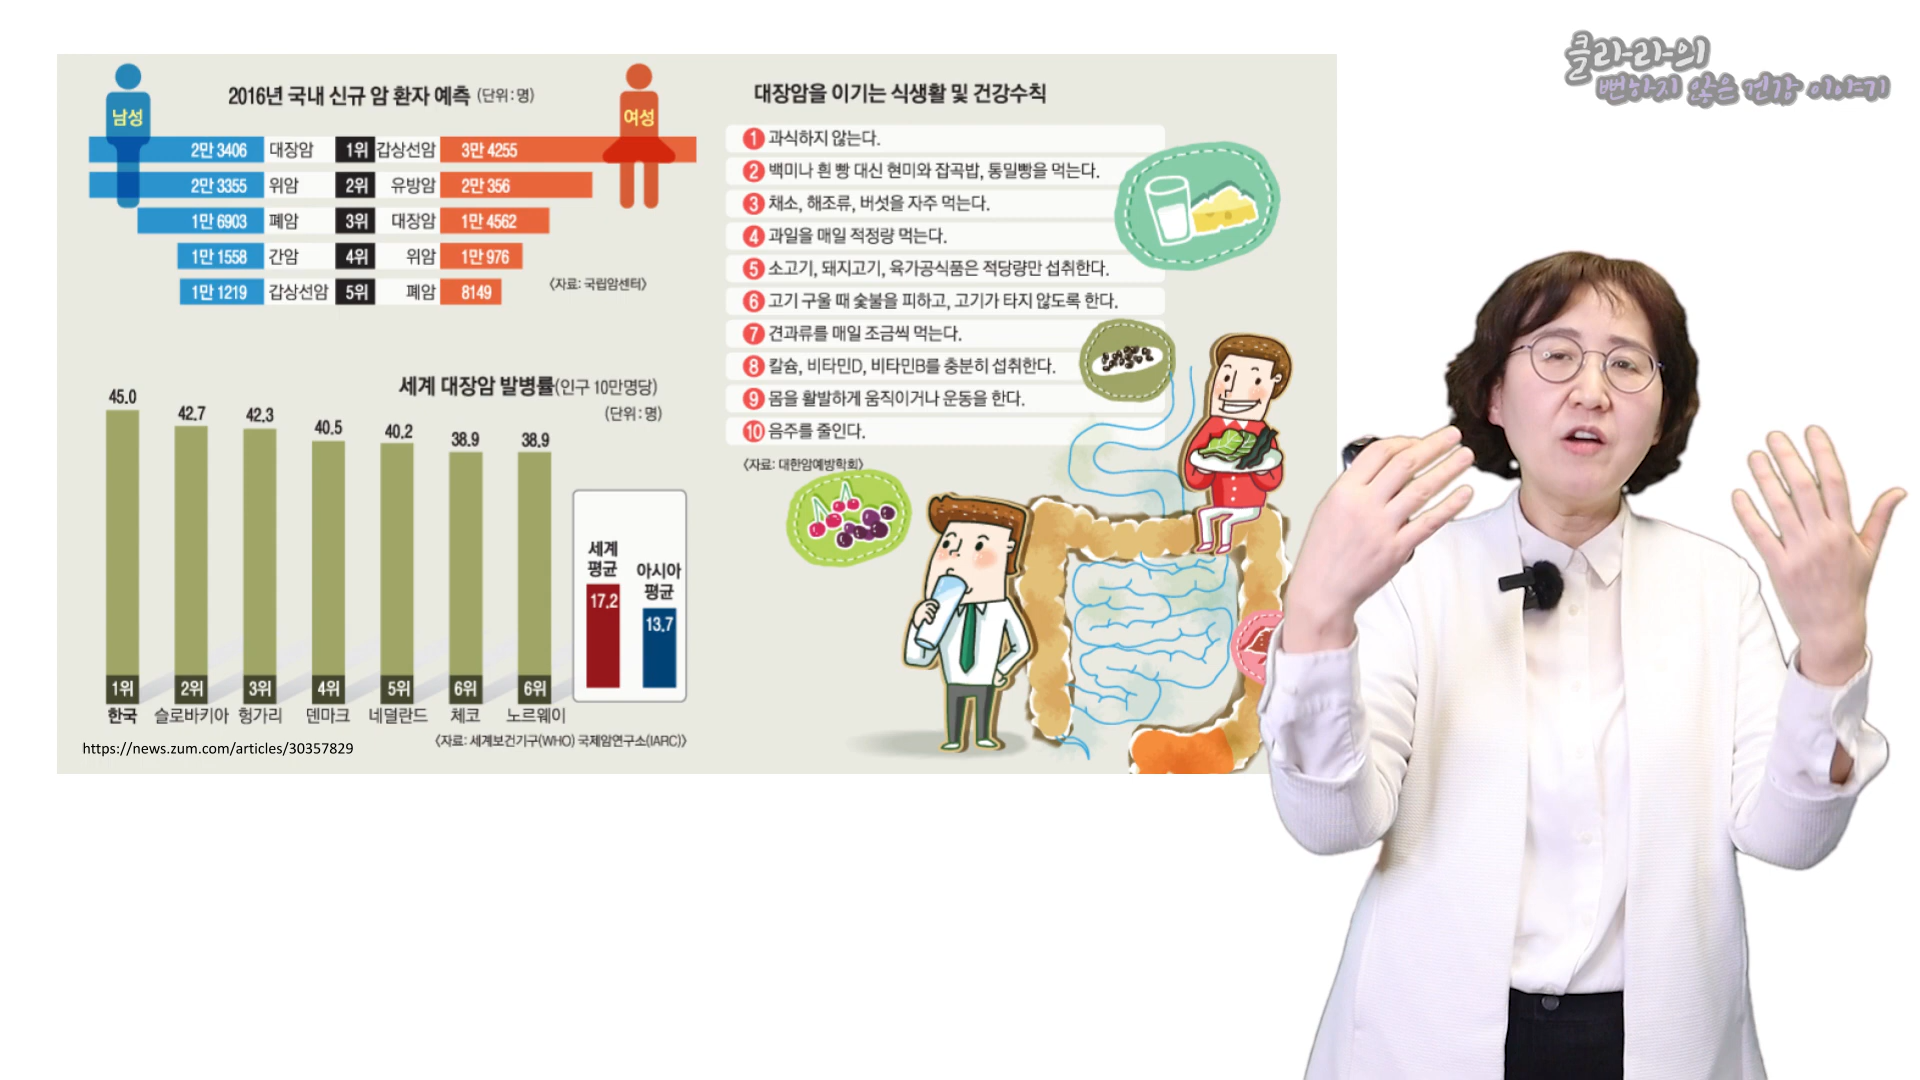 클라라의
뻔하지 않은 건강 이야기
2016년 국내 신규 암 환자 예측 (단위:명)
남성
여성
2만 3406 대장암 1위 갑상선암 3만 4255
2만 3355 위암 2위 유방암 2만 356
1만 6903 폐암 3위 대장암 1만 4562
1만 1558 간암 4위 위암 1만 976
1만 1219 갑상선암 5위 폐암 8149
〈자료: 국립암센터〉
세계 대장암 발병률(인구 10만명당)
(단위:명)
45.0 42.7 42.3 40.5 40.2 38.9 38.9
세계
평균
17.2
아시아
평균
13.7
1위 2위 3위 4위 5위 6위 6위
한국 슬로바키아 헝가리 덴마크 네덜란드 체코 노르웨이
〈자료: 세계보건기구(WHO) 국제암연구소(IARC)〉
https://news.zum.com/articles/30357829
대장암을 이기는 식생활 및 건강수칙
1 과식하지 않는다.
2 백미나 흰 빵 대신 현미와 잡곡밥, 통밀빵을 먹는다.
3 채소, 해조류, 버섯을 자주 먹는다.
4 과일을 매일 적정량 먹는다.
5 소고기, 돼지고기, 육가공식품은 적당량만 섭취한다.
6 고기 구울 때 숯불을 피하고, 고기가 타지 않도록 한다.
7 견과류를 매일 조금씩 먹는다.
8 칼슘, 비타민D, 비타민B를 충분히 섭취한다.
9 몸을 활발하게 움직이거나 운동을 한다.
10 음주를 줄인다.
〈자료: 대한암예방학회〉